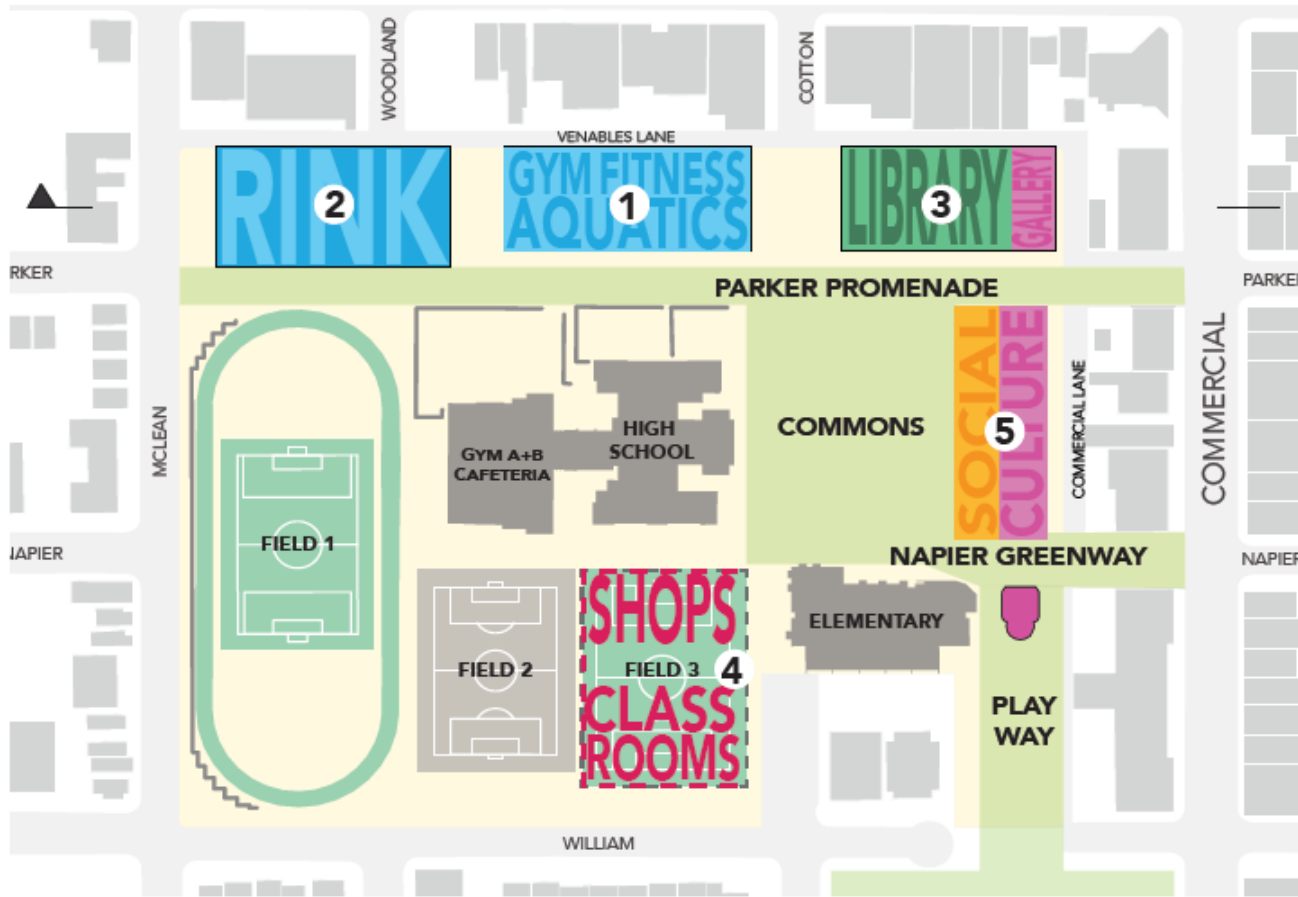 WOODLAND
COTTON
VENABLES LANE
RINK
2
GYM FITNESS
AQUATICS
1
LIBRARY
3
GALLERY
RKER
PARKER PROMENADE
PARKE
MCLEAN
GYM A+B
CAFETERIA
HIGH
SCHOOL
COMMONS
SOCIAL
CULTURE
5
COMMERCIAL LANE
COMMERCIAL
FIELD 1
NAPIER
NAPIER GREENWAY
NAPIER
SHOPS
FIELD 2
FIELD 3
4
CLASS
ROOMS
ELEMENTARY
PLAY
WAY
WILLIAM